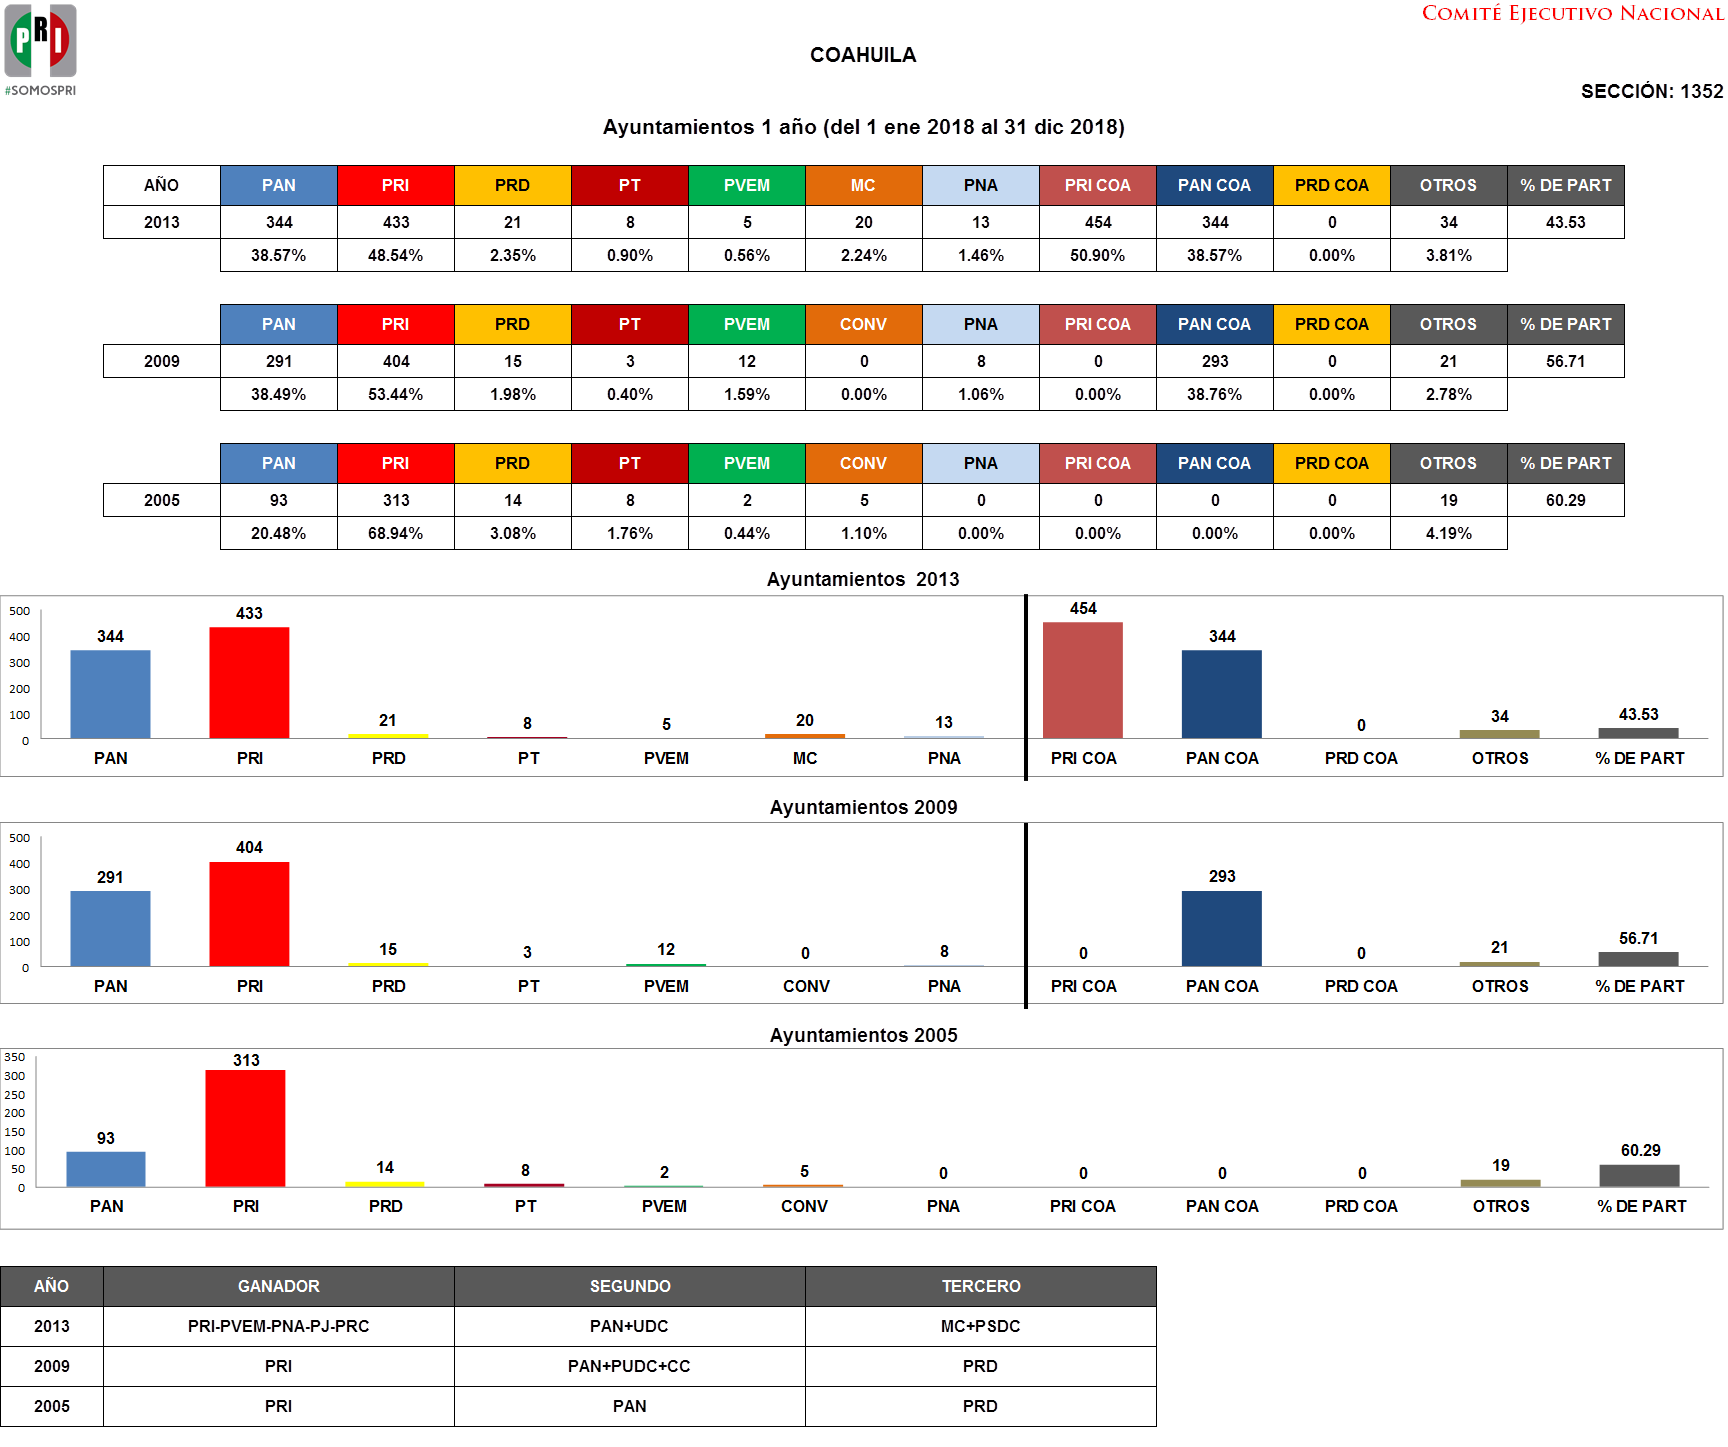 COMITÉ EJECUTIVO NACIONAL
PRI
#SOMOSPRI
COAHUILA
SECCIÓN: 1352
Ayuntamientos 1 año (del 1 ene 2018 al 31 dic 2018)
AÑO PAN PRI PRD PT PVEM MC PNA PRI COA PAN COA PRD COA OTROS % DE PART
2013 344 433 21 8 5 20 13 454 344 0 34 43.53
38.57% 48.54% 2.35% 0.90% 0.56% 2.24% 1.46% 50.90% 38.57% 0.00% 3.81%
PAN PRI PRD PT PVEM CONV PNA PRI COA PAN COA PRD COA OTROS % DE PART
2009 291 404 15 3 12 0 8 0 293 0 21 56.71
38.49% 53.44% 1.98% 0.40% 1.59% 0.00% 1.06% 0.00% 38.76% 0.00% 2.78%
PAN PRI PRD PT PVEM CONV PNA PRI COA PAN COA PRD COA OTROS % DE PART
2005 93 313 14 8 2 5 0 0 0 0 19 60.29
20.48% 68.94% 3.08% 1.76% 0.44% 1.10% 0.00% 0.00% 0.00% 0.00% 4.19%
Ayuntamientos 2013
500
400
300
200
100
0
344 433 21 8 5 20 13 454 344 0 34 43.53
PAN PRI PRD PT PVEM MC PNA PRI COA PAN COA PRD COA OTROS % DE PART
Ayuntamientos 2009
500
400
300
200
100
0
291 404 15 3 12 0 8 0 293 0 21 56.71
PAN PRI PRD PT PVEM CONV PNA PRI COA PAN COA PRD COA OTROS % DE PART
Ayuntamientos 2005
350
300
250
200
150
100
50
0
93 313 14 8 2 5 0 0 0 0 19 60.29
PAN PRI PRD PT PVEM CONV PNA PRI COA PAN COA PRD COA OTROS % DE PART
AÑO GANADOR SEGUNDO TERCERO
2013 PRI-PVEM-PNA-PJ-PRC PAN+UDC MC+PSDC
2009 PRI PAN+PUDC+CC PRD
2005 PRI PAN PRD